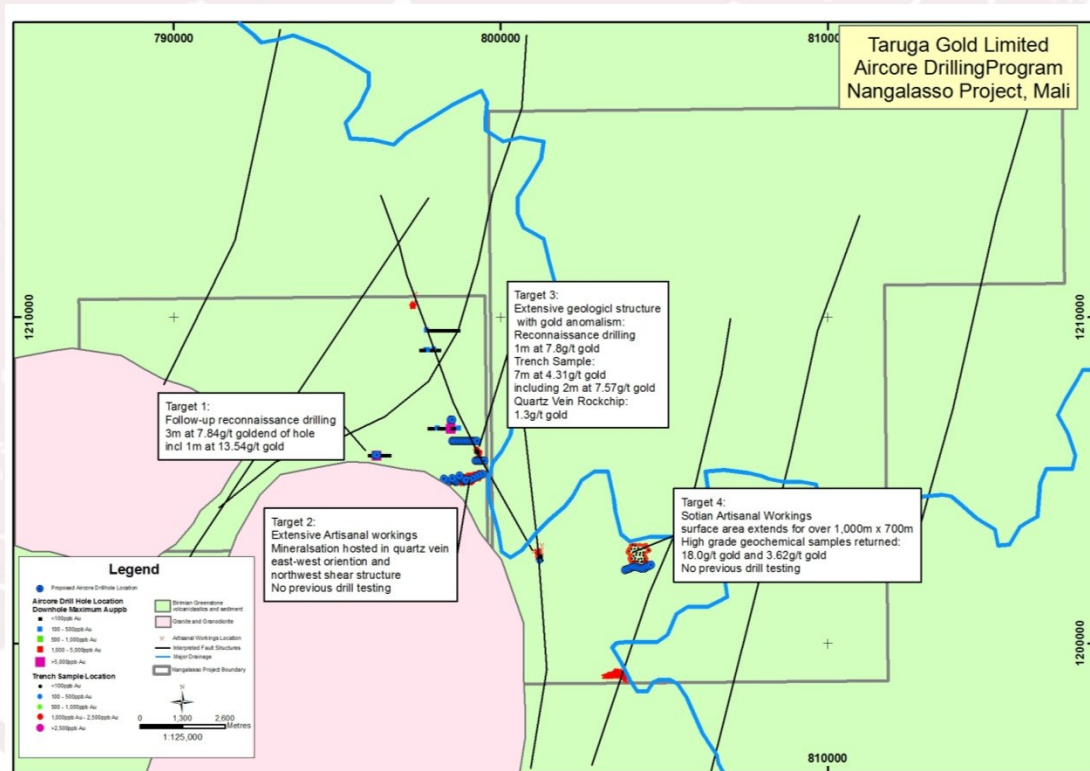 790000
800000
810000
Taruga Gold Limited
Aircore DrillingProgram
Nangalasso Project, Mali
1210000
1210000
Target 3:
Extensive geologicl structure
with gold anomalism:
Reconnaissance drilling
1m at 7.8g/t gold
Trench Sample:
7m at 4.31g/t gold
including 2m at 7.57g/t gold
Quartz Vein Rockchip:
1.3g/t gold
Target 1:
Follow-up reconnaissance drilling
3m at 7.84g/t goldend of hole
incl 1m at 13.54g/t gold
Target 2:
Extensive Artisanal workings
Mineralsation hosted in quartz vein
east-west oriention and
northwest shear structure
No previous drill testing
Target 4:
Sotian Artisanal Workings
surface area extends for over 1,000m x 700m
High grade geochemical samples returned:
18.0g/t gold and 3.62g/t gold
No previous drill testing
1200000
810000
Legend
Proposed Aircore Drillhole Location
Aircore Drill Hole Location
Downhole Maximum Auppb
<100ppb Au
100 - 500ppb Au
500 - 1,000ppb Au
1,000 - 5,000ppb Au
>5,000ppb Au
Trench Sample Location
<100ppb Au
100 - 500ppb Au
500 - 1,000ppb Au
1,000ppb Au - 2,500ppb Au
>2,500ppb Au
Birimian Greenstone
volcaniclastics and sediment
Granite and Granodiorite
Artisanal Workings Location
Interpreted Fault Structures
Major Drainage
Nangalasso Project Boundary
N
0 1,300 2,600
Metres
1:125,000